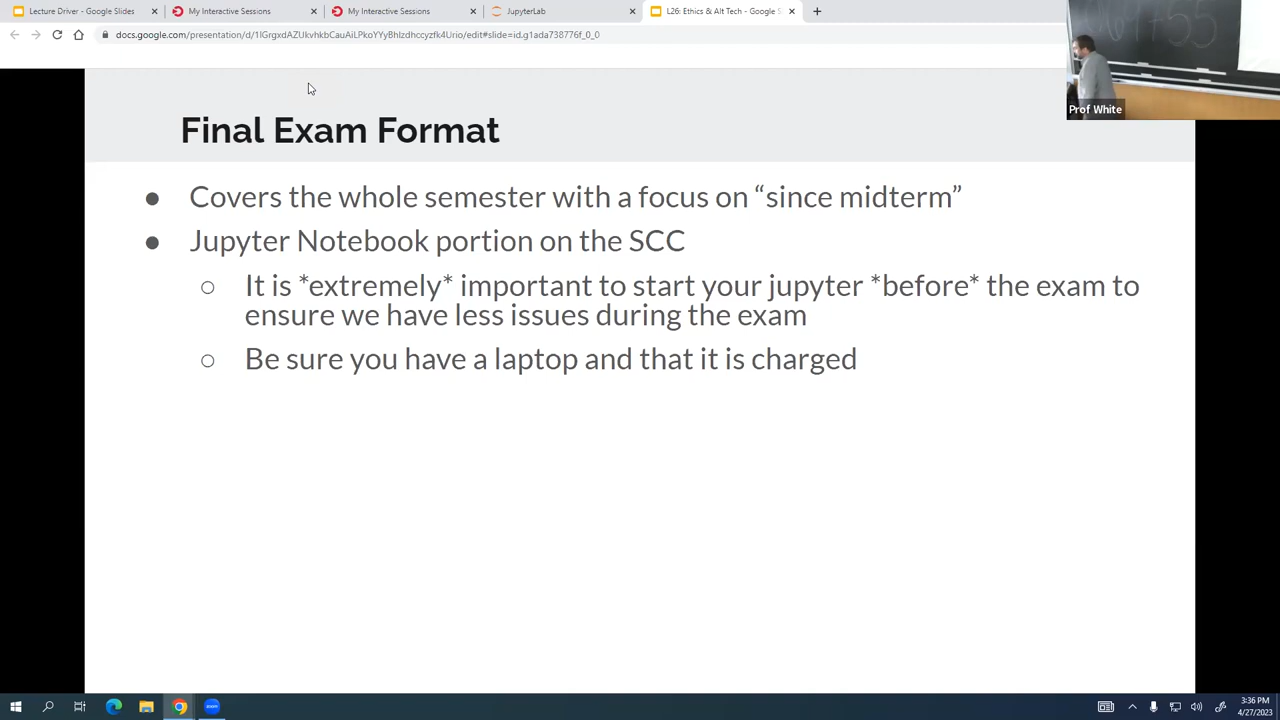 Lecture Driver - Google Slides
My Interactive Sessions
My Interactive Sessions
JupyterLab
L26: Ethics & Alt Tech - Google S
Prof White
Final Exam Format
● Covers the whole semester with a focus on “since midterm”
● Jupyter Notebook portion on the SCC
○ It is *extremely* important to start your jupyter *before* the exam to
ensure we have less issues during the exam
○ Be sure you have a laptop and that it is charged
3:36 PM
4/27/2023